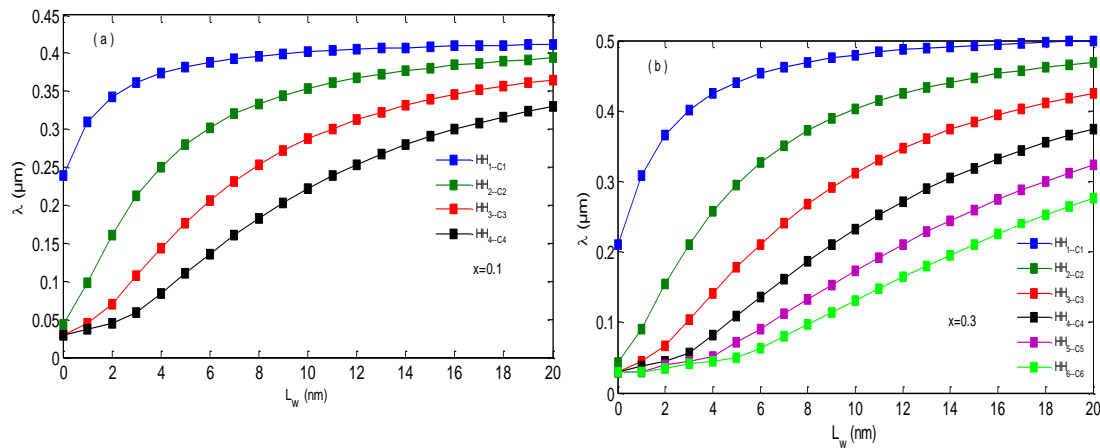 0.45
0.4
0.35
0.3
0.25
0.2
0.15
0.1
0.05
0
λ (μm)
( a )
HH1--C1
HH2--C2
HH3--C3
HH4--C4
x=0.1
0 2 4 6 8 10 12 14 16 18 20
Lw (nm)
0.5
0.4
0.3
0.2
0.1
0
λ (μm)
( b )
HH1--C1
HH2--C2
HH3--C3
HH4--C4
HH5--C5
HH6--C6
x=0.3
0 2 4 6 8 10 12 14 16 18 20
Lw (nm)